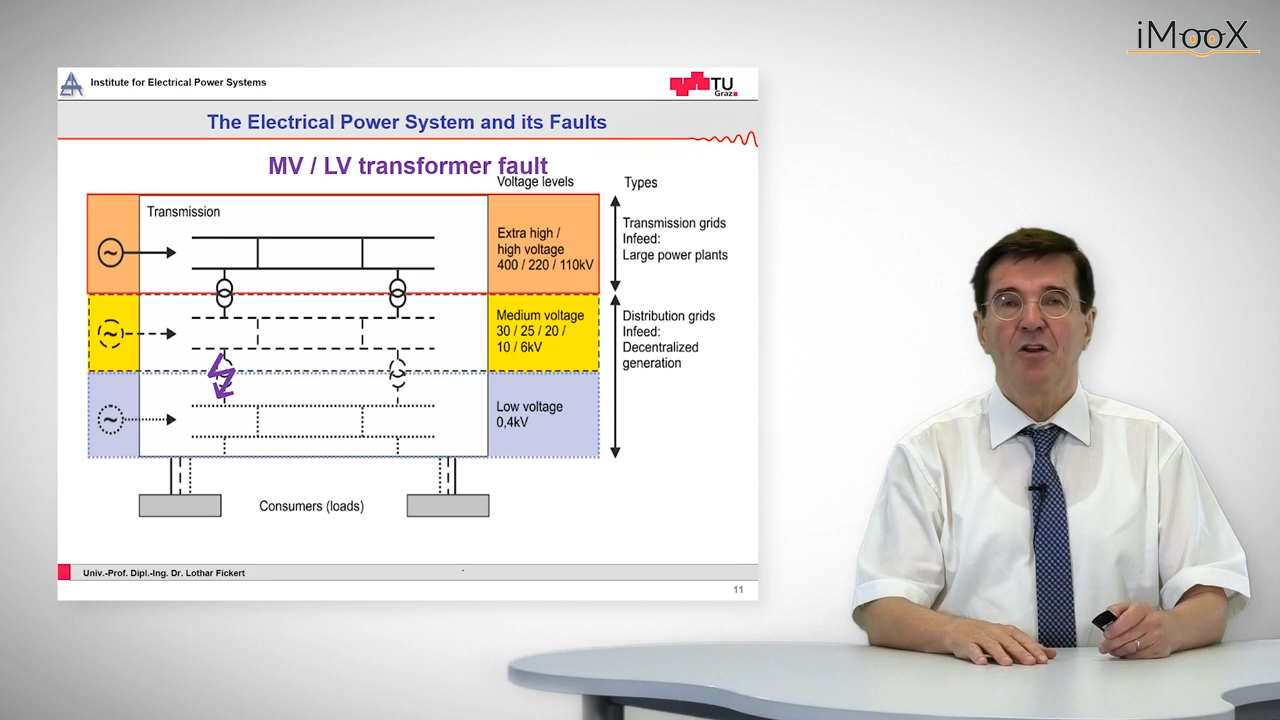 iMooX
Institute for Electrical Power Systems
TU
Graz
The Electrical Power System and its Faults
MV / LV transformer fault
Voltage levels
Types
Transmission
Extra high /
high voltage
400 / 220 / 110kV
Transmission grids
Infeed:
Large power plants
Medium voltage
30 / 25 / 20 /
10 / 6kV
Distribution grids
Infeed:
Decentralized
generation
Low voltage
0,4kV
Consumers (loads)
Univ.-Prof. Dipl.-Ing. Dr. Lothar Fickert
11